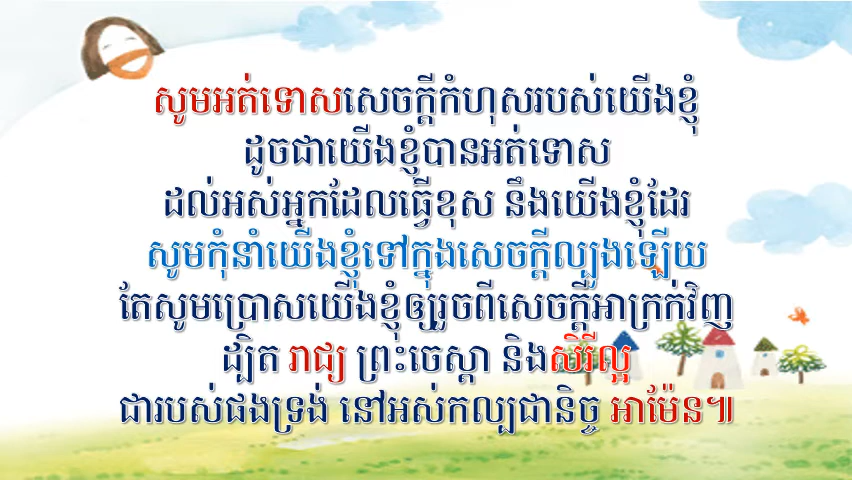 សូមអត់ទោសសេចក្ដីកំហុសរបស់យើងខ្ញុំ
ដូចជាយើងខ្ញុំបានអត់ទោស
ដល់អស់អ្នកដែលធ្វើខុស នឹងយើងខ្ញុំដែរ
សូមកុំនាំយើងខ្ញុំទៅក្នុងសេចក្ដីល្បួងឡើយ
តែសូមប្រោសយើងខ្ញុំឲ្យរួចពីសេចក្ដីអាក្រក់វិញ
ដ្បិត រាជ្យ ព្រះចេស្ដា និងសិរីល្អ
ជារបស់ផងទ្រង់ នៅអស់កល្បជានិច្ច អាម៉ែន៕